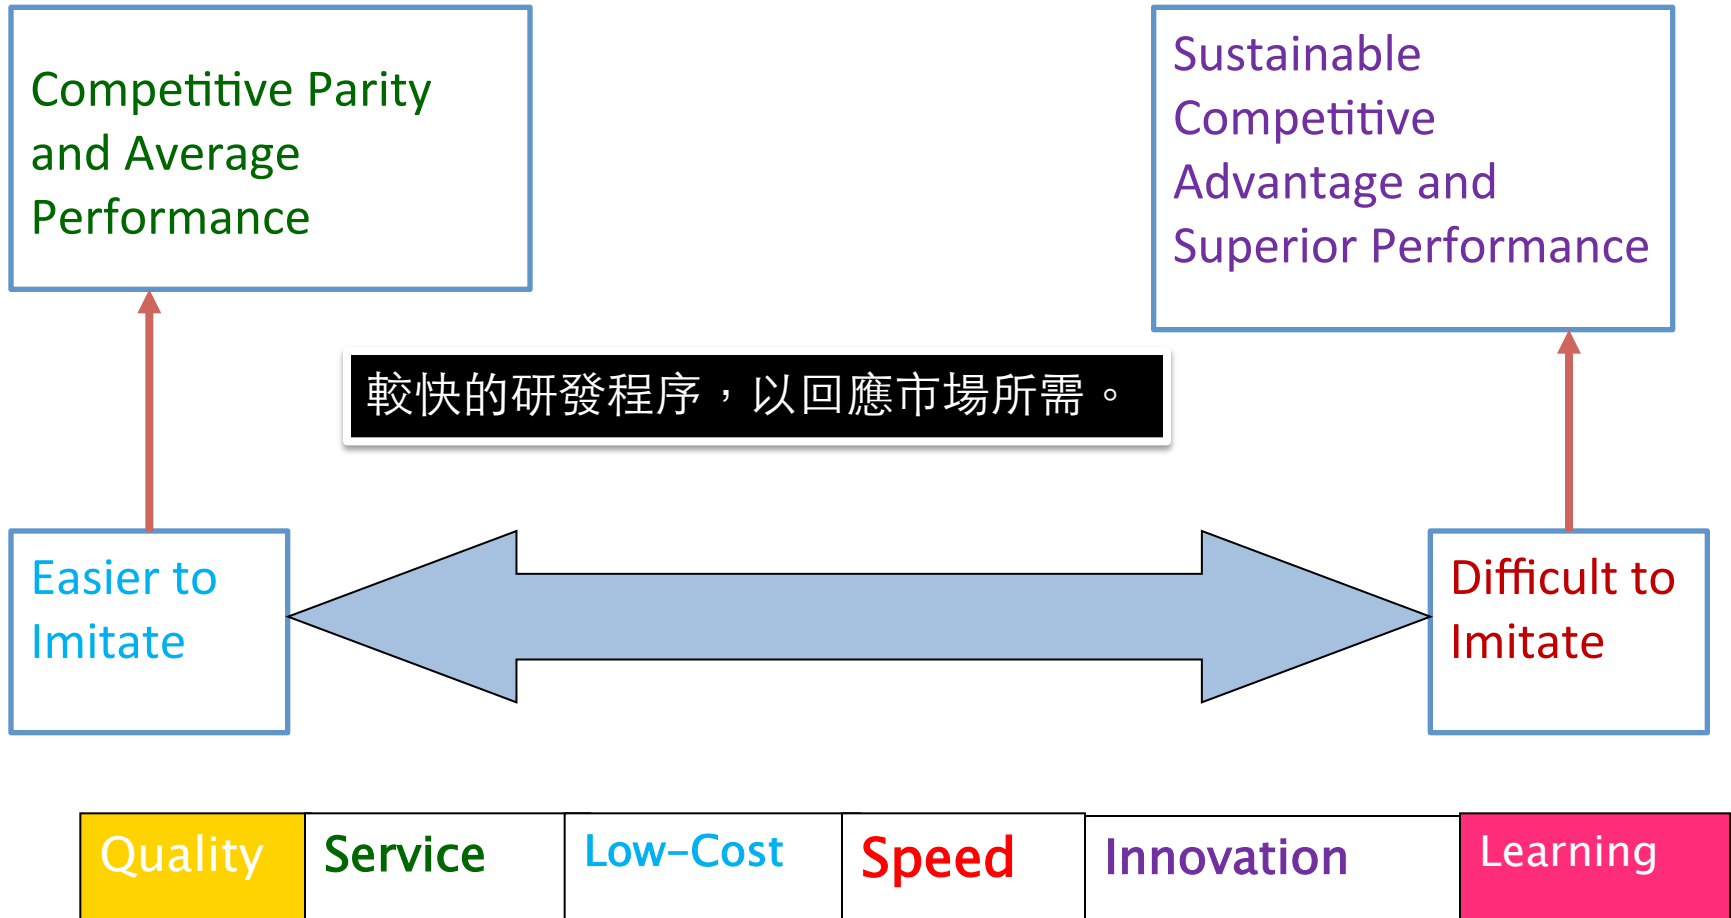 Competitive Parity
and Average
Performance
Sustainable
Competitive
Advantage and
Superior Performance
較快的研發程序，以回應市場所需。
Easier to
Imitate
Difficult to
Imitate
Quality
Service
Low-Cost
Speed
Innovation
Learning